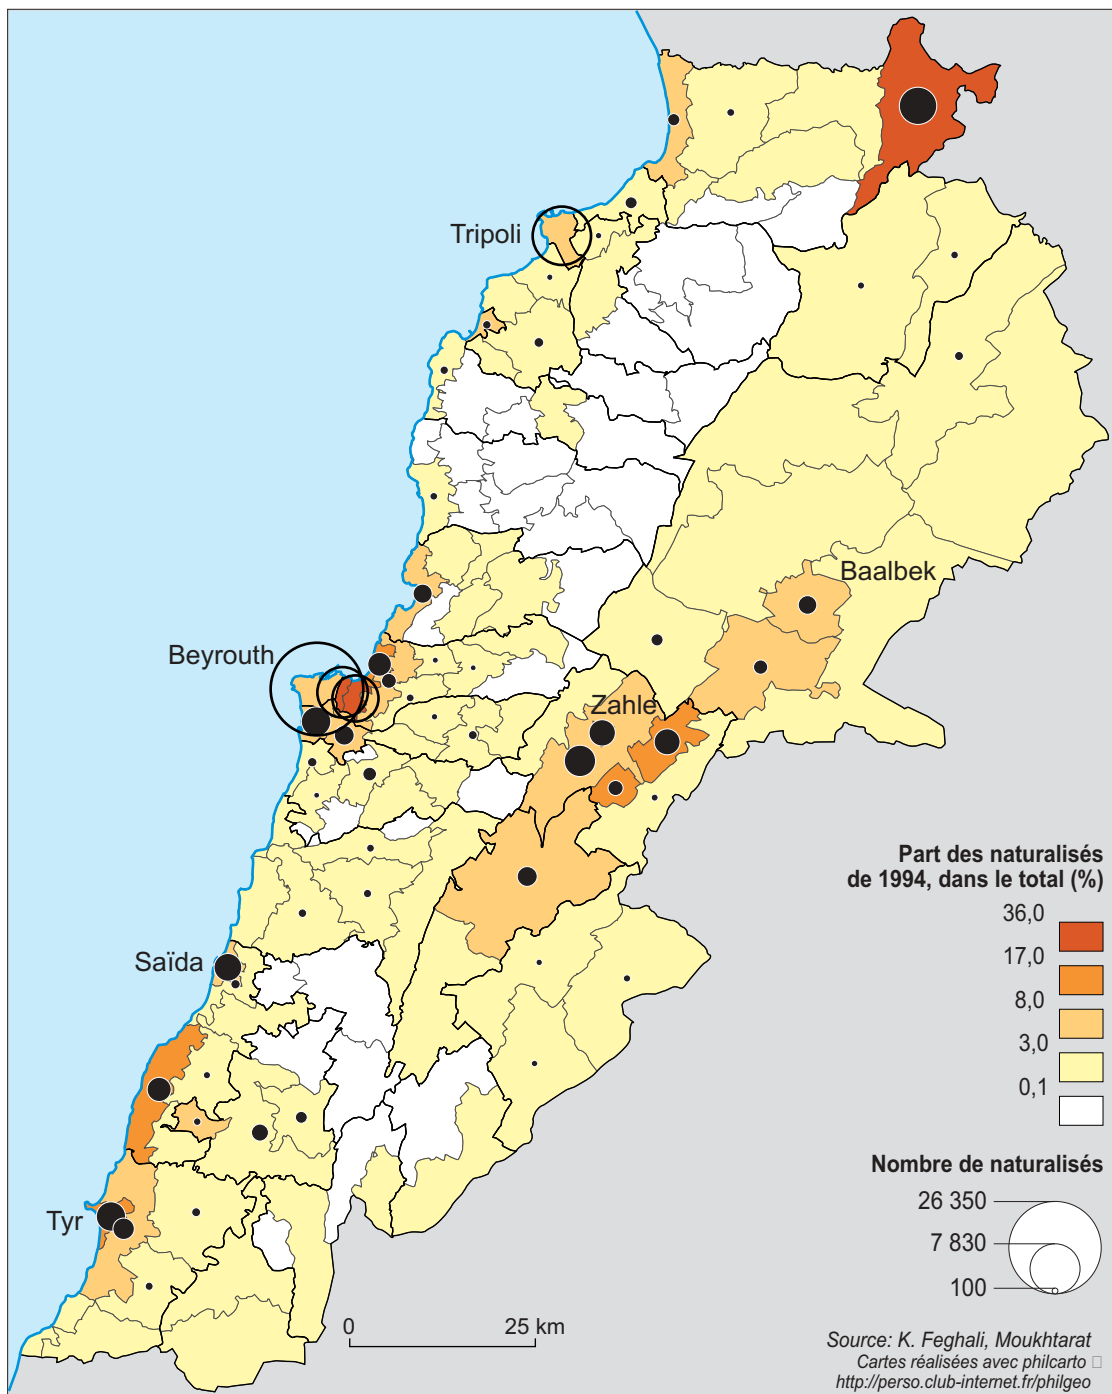 Tripoli
Baalbek
Beyrouth
Zahle
Saïda
Tyr
Part des naturalisés
de 1994, dans le total (%)
36,0
17,0
8,0
3,0
0,1
Nombre de naturalisés
26 350
7 830
100
0 25 km
Source: K. Feghali, Moukhtarat
Cartes réalisées avec philcarto □
http://perso.club-internet.fr/philgeo